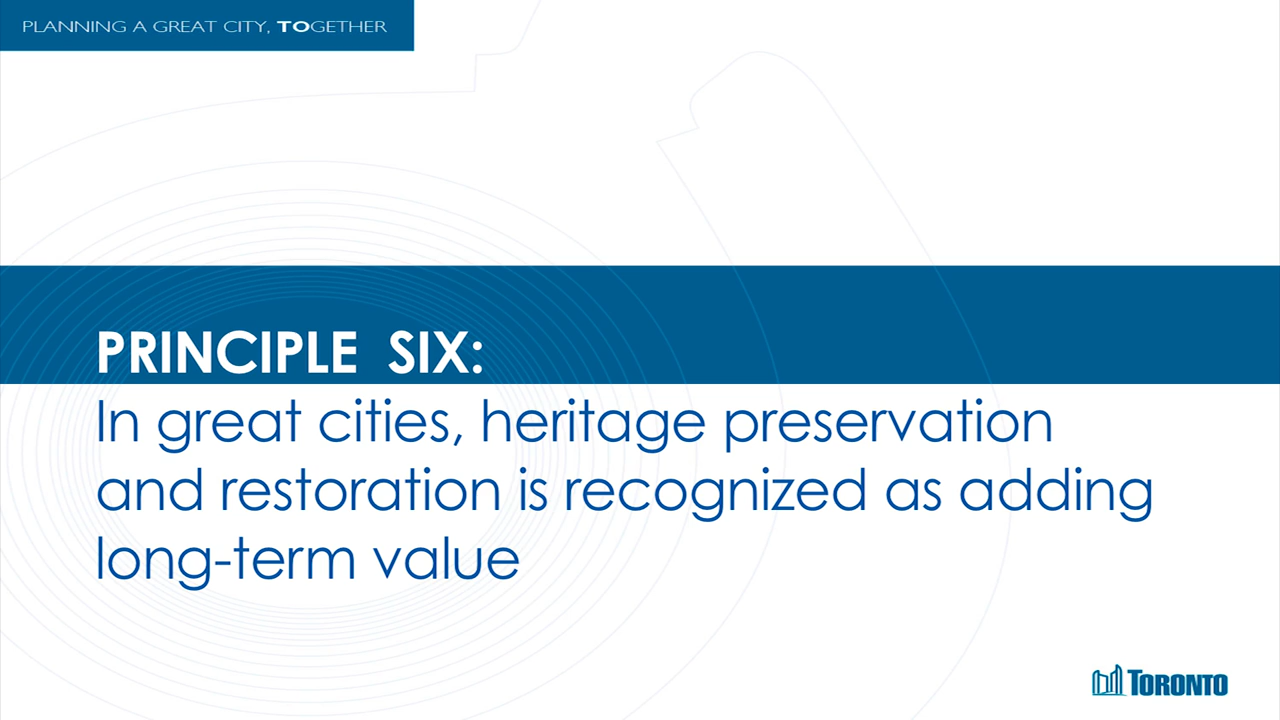 PLANNING A GREAT CITY, TOGETHER
PRINCIPLE SIX:
In great cities, heritage preservation
and restoration is recognized as adding
long-term value
TORONTO